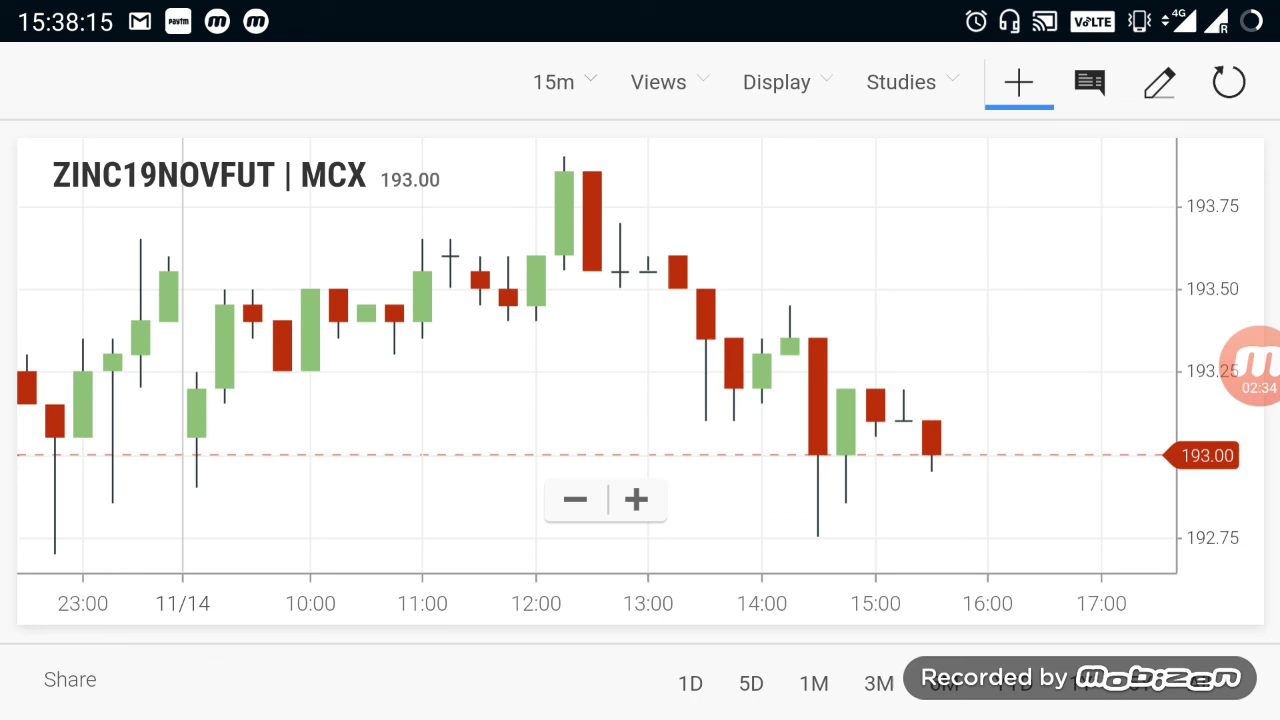 15:38:15 paytm VoLTE 4G R
15m Views Display Studies
ZINC19NOVFUT | MCX 193.00
193.75
193.50
193.25
02:34
193.00
192.75
23:00 11/14 10:00 11:00 12:00 13:00 14:00 15:00 16:00 17:00
Share 1D 5D 1M 3M
Recorded by mobizen